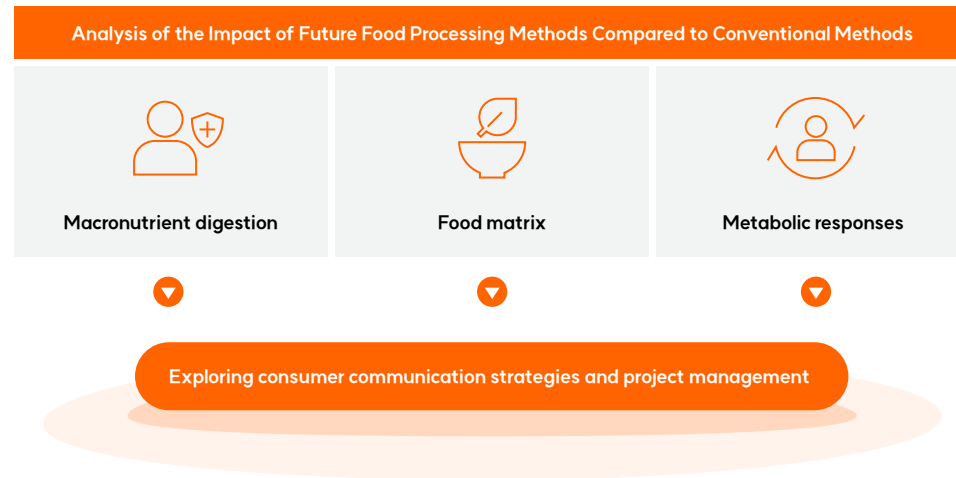 Analysis of the Impact of Future Food Processing Methods Compared to Conventional Methods
Macronutrient digestion
Food matrix
Metabolic responses
Exploring consumer communication strategies and project management